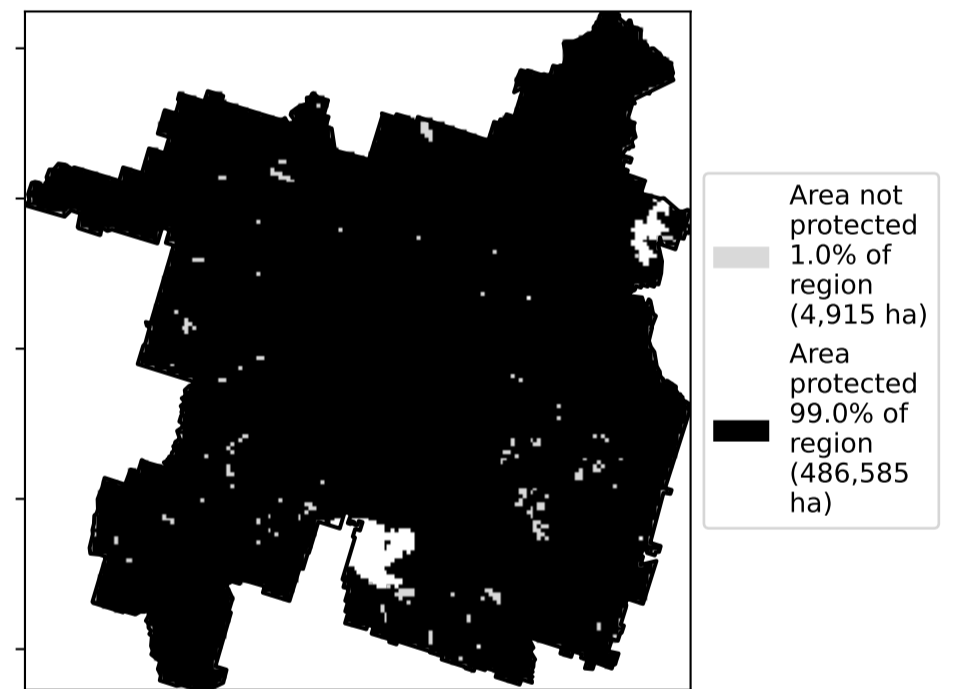 Area not
protected
1.0% of
region
(4,915 ha)
Area
protected
99.0% of
region
(486,585
ha)